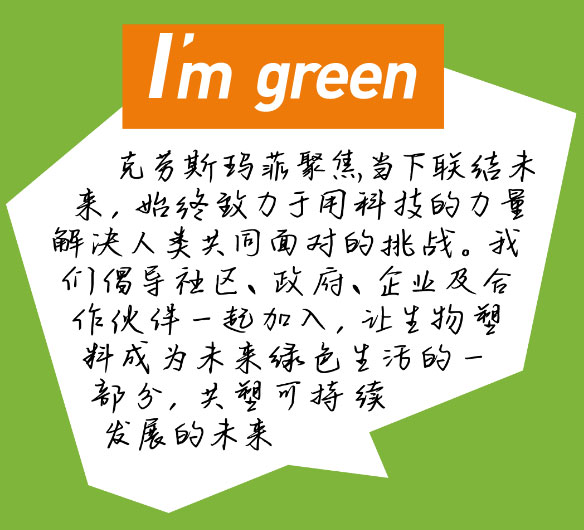 I'm green
克劳斯玛菲聚焦当下联结未
来，始终致力于用科技的力量
解决人类共同面对的挑战。我
们倡导社区、政府、企业及合
作伙伴一起加入，让生物塑
料成为未来绿色生活的一
部分，共塑可持续
发展的未来